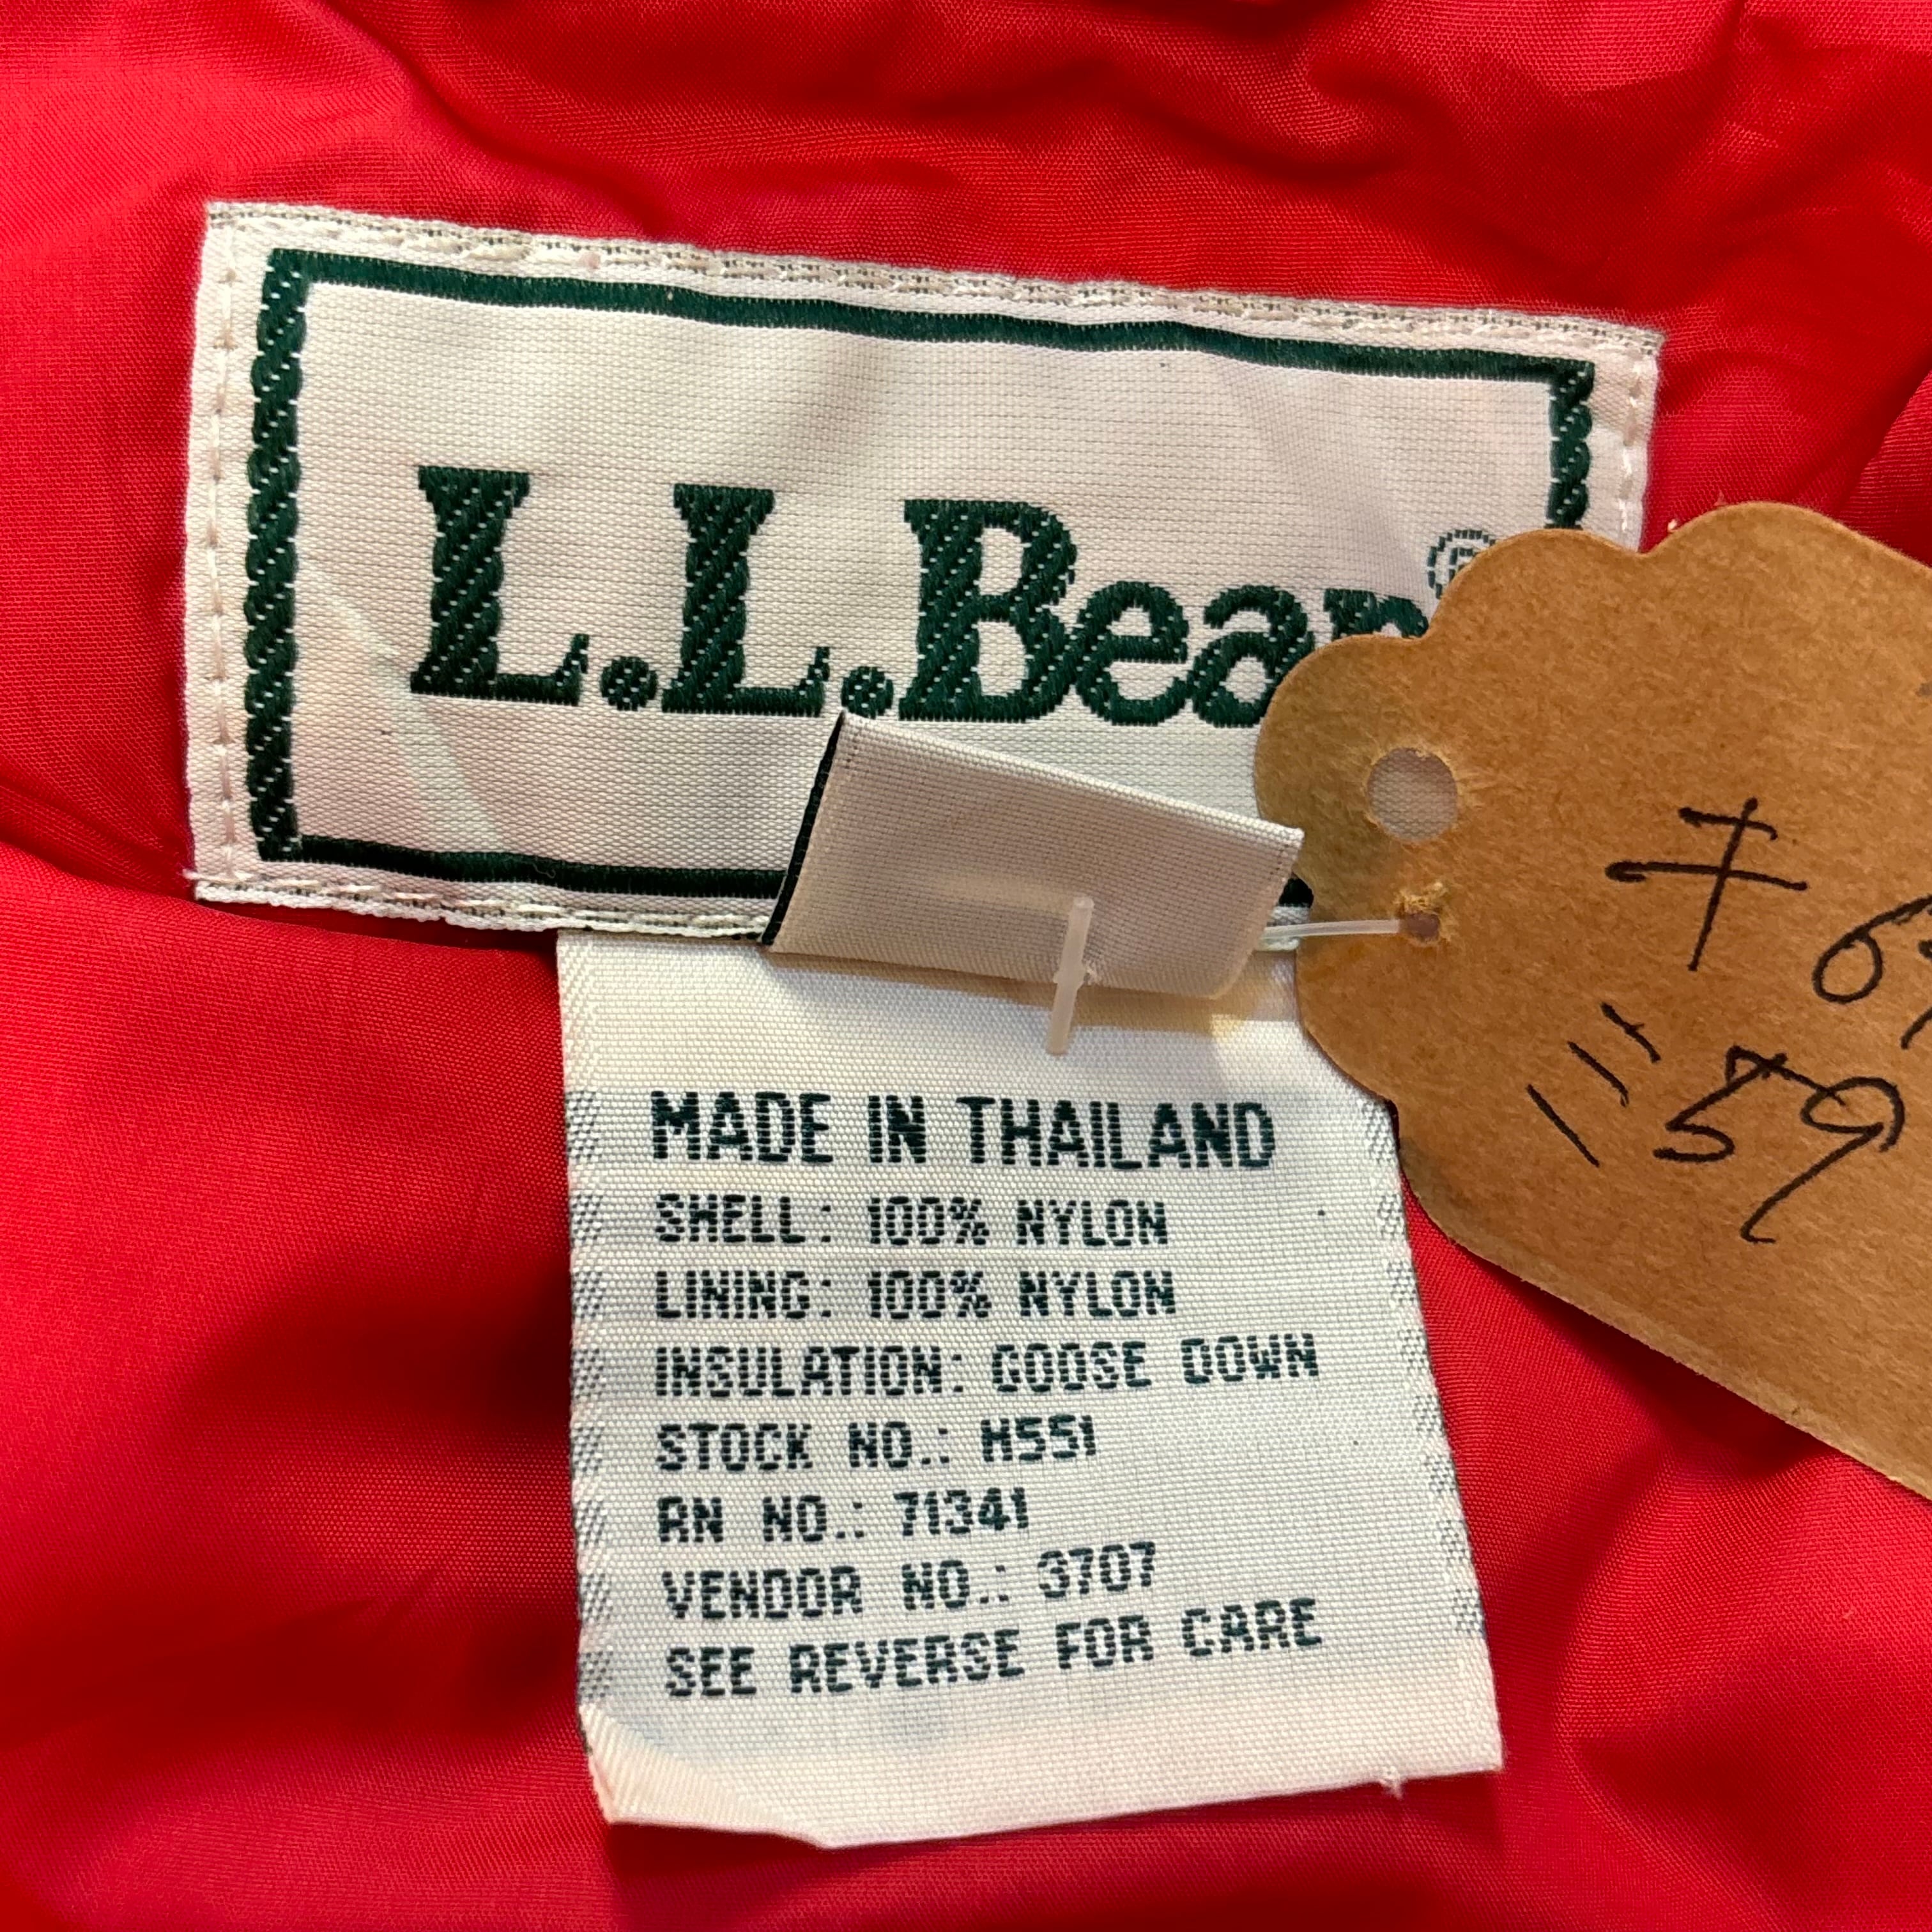 L.L.Bean®
MADE IN THAILAND
SHELL: 100% NYLON
LINING: 100% NYLON
INSULATION: GOOSE DOWN
STOCK NO.: H551
RN NO.: 71341
VENDOR NO.: 3707
SEE REVERSE FOR CARE